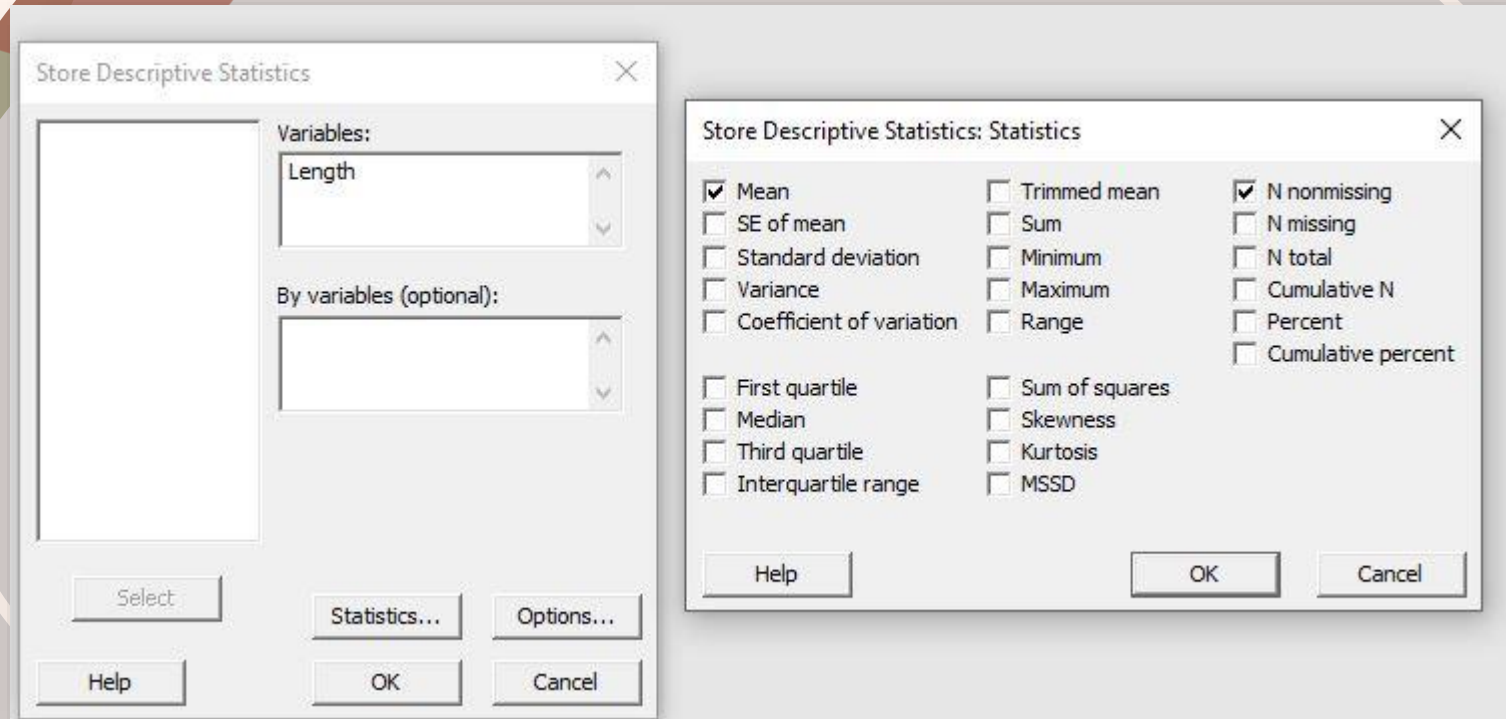 Store Descriptive Statistics
Variables:
Length
By variables (optional):
Select
Statistics...
Options...
Help
OK
Cancel
Store Descriptive Statistics: Statistics
Mean
Trimmed mean
N nonmissing
SE of mean
Sum
N missing
Standard deviation
Minimum
N total
Variance
Maximum
Cumulative N
Coefficient of variation
Range
Percent
Cumulative percent
First quartile
Sum of squares
Median
Skewness
Third quartile
Kurtosis
Interquartile range
MSSD
Help
OK
Cancel